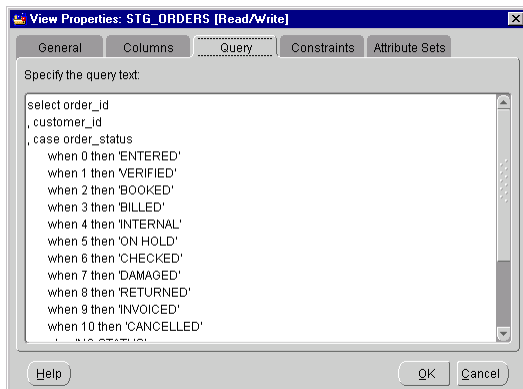 View Properties: STG_ORDERS [Read/Write]
General Columns Query Constraints Attribute Sets
Specify the query text:
select order_id
, customer_id
, case order_status
when 0 then 'ENTERED'
when 1 then 'VERIFIED'
when 2 then 'BOOKED'
when 3 then 'BILLED'
when 4 then 'INTERNAL'
when 5 then 'ON HOLD'
when 6 then 'CHECKED'
when 7 then 'DAMAGED'
when 8 then 'RETURNED'
when 9 then 'INVOICED'
when 10 then 'CANCELLED'
Help OK Cancel